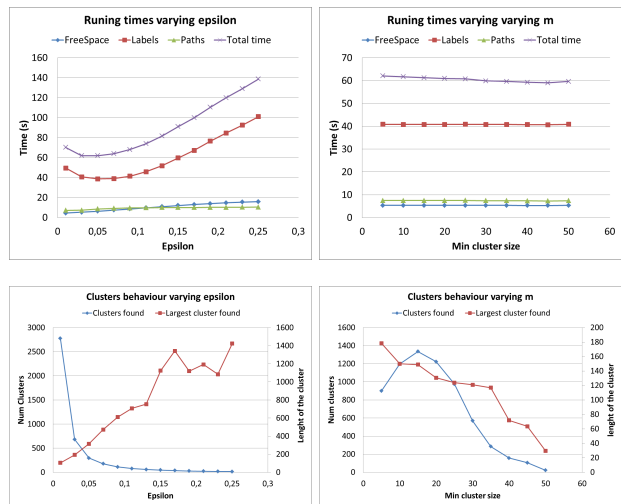 Runing times varying epsilon
FreeSpace Labels Paths Total time
160
140
120
100
80
60
40
20
0
Time (s)
0 0,05 0,1 0,15 0,2 0,25 0,3
Epsilon
Runing times varying varying m
FreeSpace Labels Paths Total time
70
60
50
40
30
20
10
0
Time (s)
0 10 20 30 40 50 60
Min cluster size
Clusters behaviour varying epsilon
Clusters found Largest cluster found
3000
2500
2000
1500
1000
500
0
Num Clusters
1600
1400
1200
1000
800
600
400
200
0
Lenght of the cluster
0 0,05 0,1 0,15 0,2 0,25 0,3
Epsilon
Clusters behaviour varying m
Clusters found Largest cluster found
1600
1400
1200
1000
800
600
400
200
0
Num Clusters
200
180
160
140
120
100
80
60
40
20
0
lenght of the cluster
0 10 20 30 40 50 60
Min cluster size